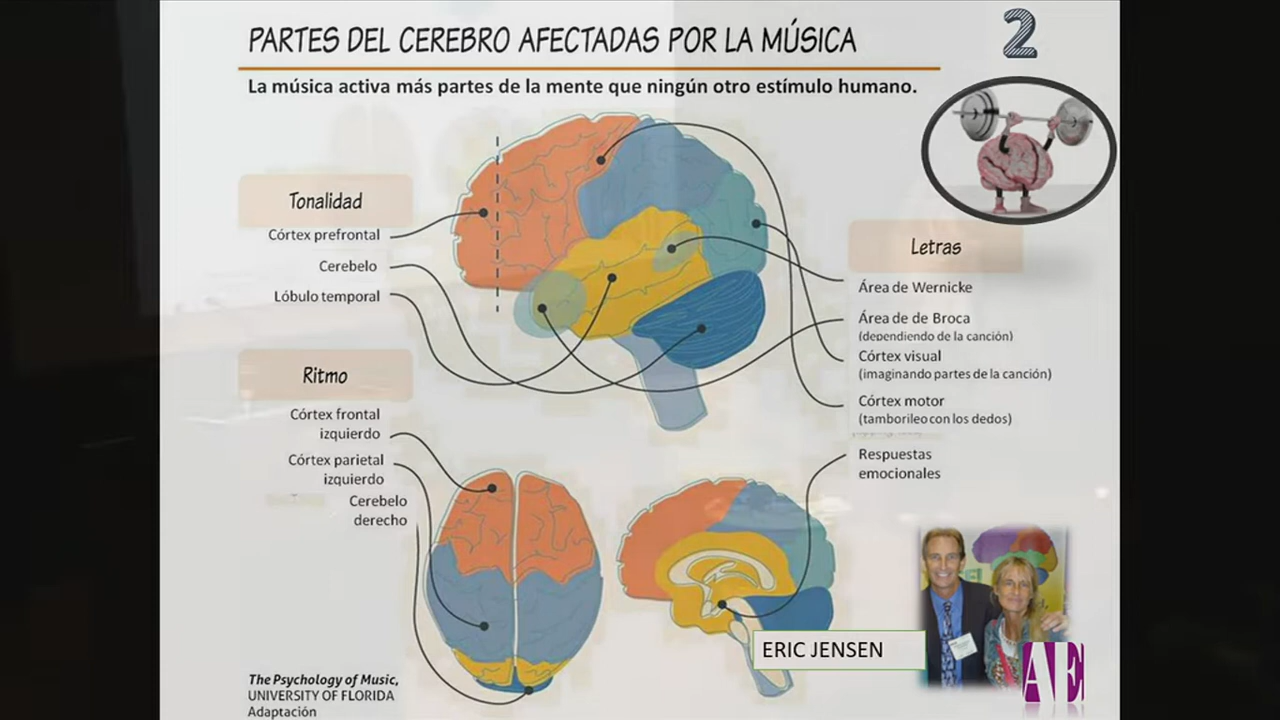 PARTES DEL CEREBRO AFECTADAS POR LA MÚSICA
2
La música activa más partes de la mente que ningún otro estímulo humano.
Tonalidad
Córtex prefrontal
Cerebelo
Lóbulo temporal
Ritmo
Córtex frontal
izquierdo
Córtex parietal
izquierdo
Cerebelo
derecho
Letras
Área de Wernicke
Área de de Broca
(dependiendo de la canción)
Córtex visual
(imaginando partes de la canción)
Córtex motor
(tamborileo con los dedos)
Respuestas
emocionales
ERIC JENSEN
AE
The Psychology of Music,
UNIVERSITY OF FLORIDA
Adaptación